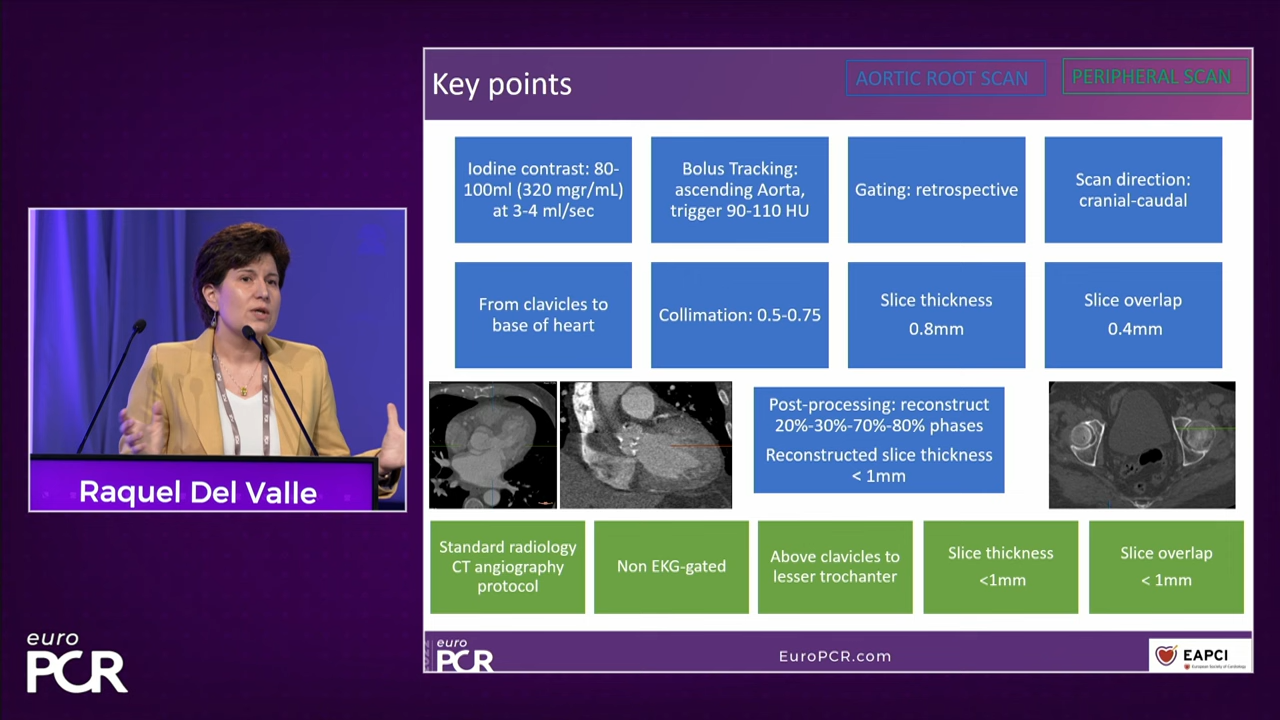 Key points
AORTIC ROOT SCAN
PERIPHERAL SCAN
Iodine contrast: 80-
100ml (320 mgr/mL)
at 3-4 ml/sec
Bolus Tracking:
ascending Aorta,
trigger 90-110 HU
Gating: retrospective
Scan direction:
cranial-caudal
From clavicles to
base of heart
Collimation: 0.5-0.75
Slice thickness
0.8mm
Slice overlap
0.4mm
Post-processing: reconstruct
20%-30%-70%-80% phases
Reconstructed slice thickness
< 1mm
Standard radiology
CT angiography
protocol
Non EKG-gated
Above clavicles to
lesser trochanter
Slice thickness
<1mm
Slice overlap
< 1mm
Raquel Del Valle
euro
PCR
euro
PCR
EuroPCR.com
EAPCI
European Society of Cardiology